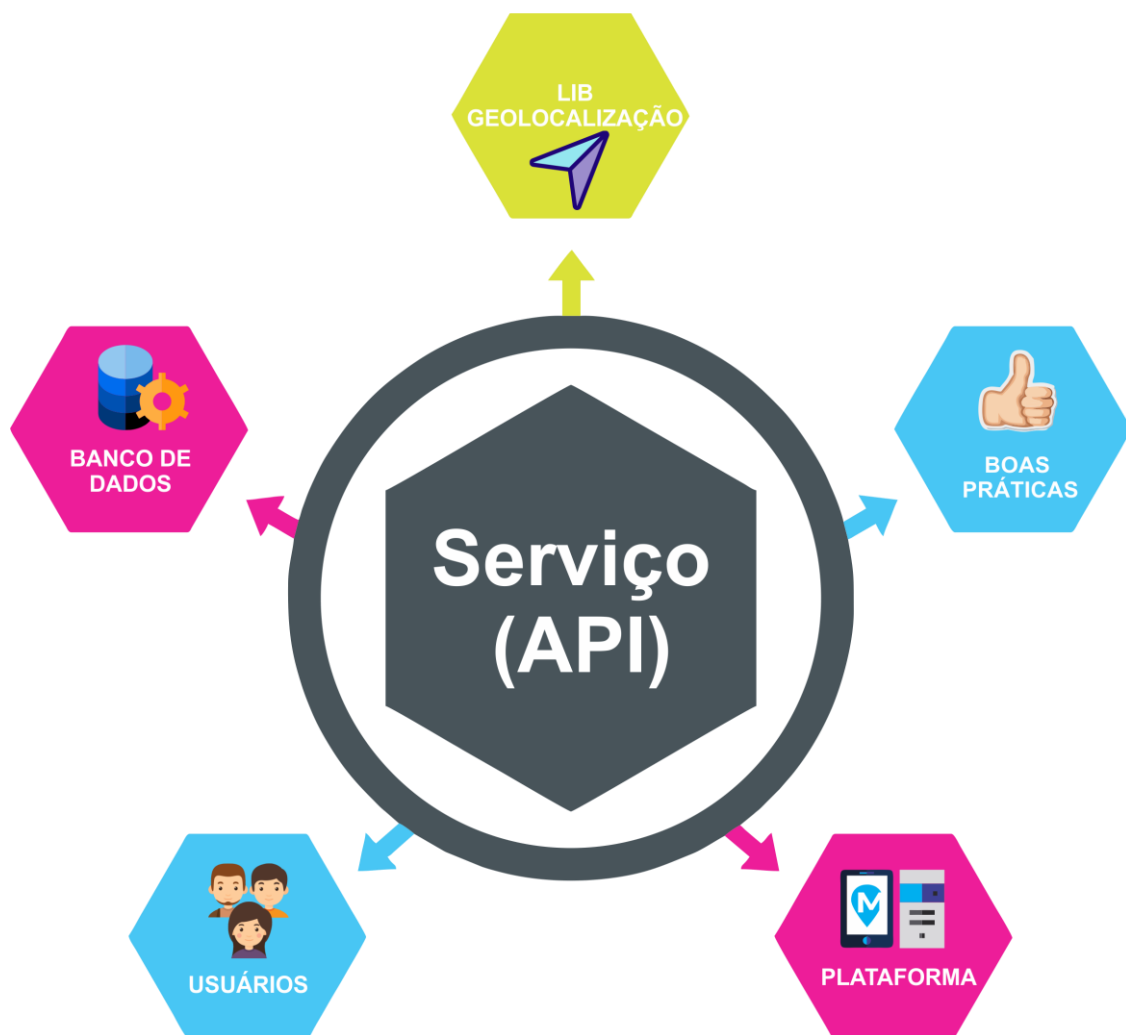 LIB
GEOLOCALIZAÇÃO
BANCO DE
DADOS
BOAS
PRÁTICAS
Serviço
(API)
USUÁRIOS
M
PLATAFORMA